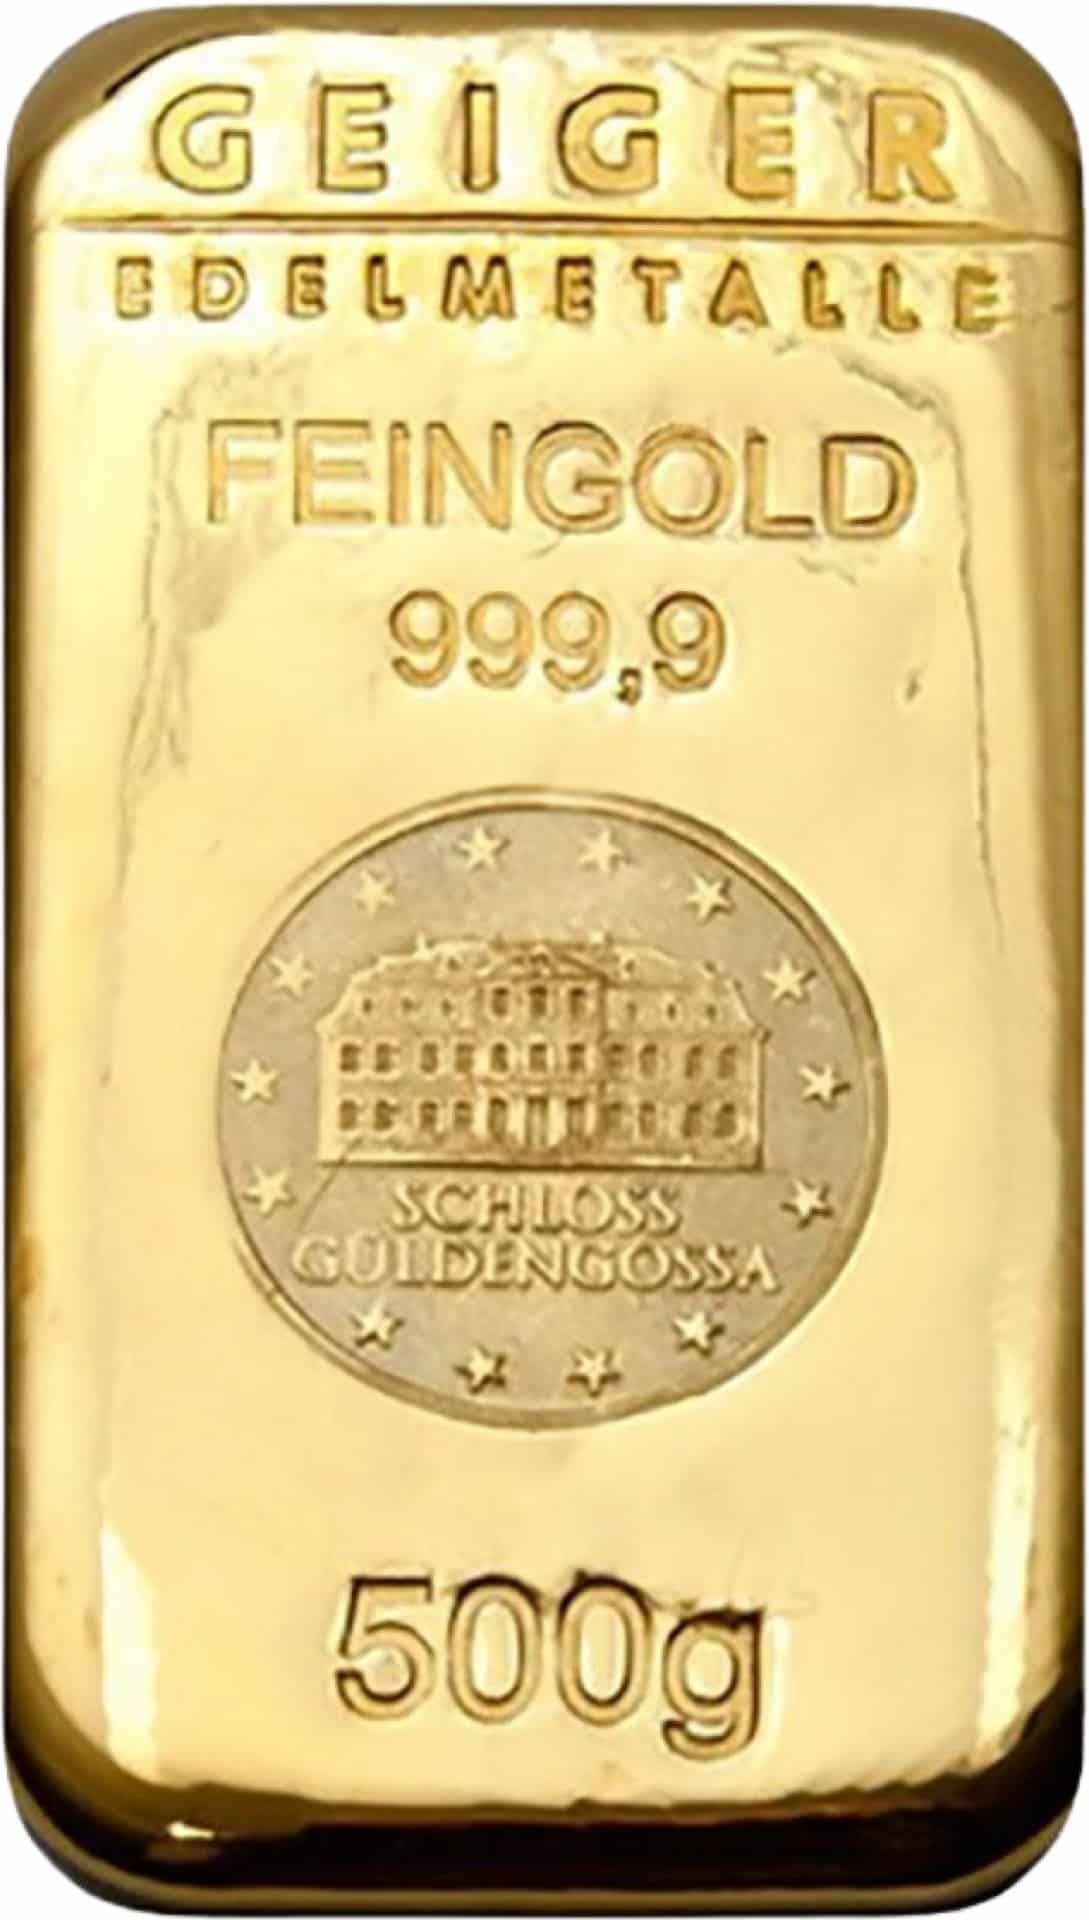 GEIGER
EDELMETALLE
FEINGOLD
999,9
SCHLOSS
GÜLDENGOSSA
500g